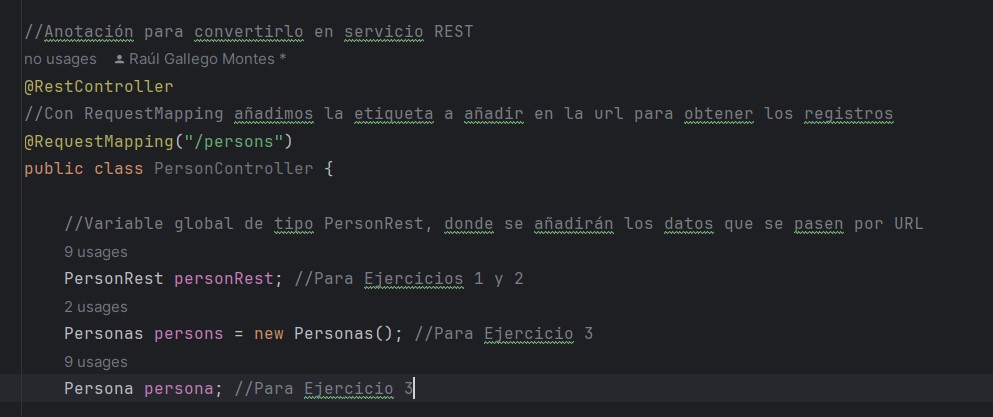 //Anotación para convertirlo en servicio REST
no usages Raúl Gallego Montes *
@RestController
//Con RequestMapping añadimos la etiqueta a añadir en la url para obtener los registros
@RequestMapping("/persons")
public class PersonController {
//Variable global de tipo PersonRest, donde se añadirán los datos que se pasen por URL
9 usages
PersonRest personRest; //Para Ejercicios 1 y 2
2 usages
Personas persons = new Personas(); //Para Ejercicio 3
9 usages
Persona persona; //Para Ejercicio 3